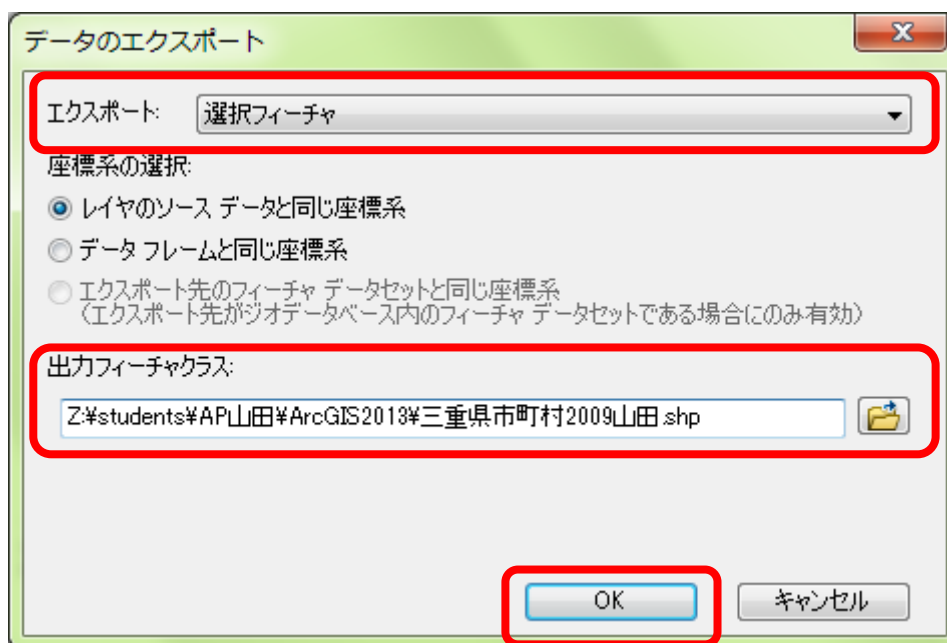 データのエクスポート
エクスポート: 選択フィーチャ
座標系の選択:
レイヤのソース データと同じ座標系
データ フレームと同じ座標系
エクスポート先のフィーチャ データセットと同じ座標系
(エクスポート先がジオデータベース内のフィーチャ データセットである場合にのみ有効)
出力フィーチャクラス:
Z:¥students¥AP山田¥ArcGIS2013¥三重県市町村2009山田.shp
OK キャンセル